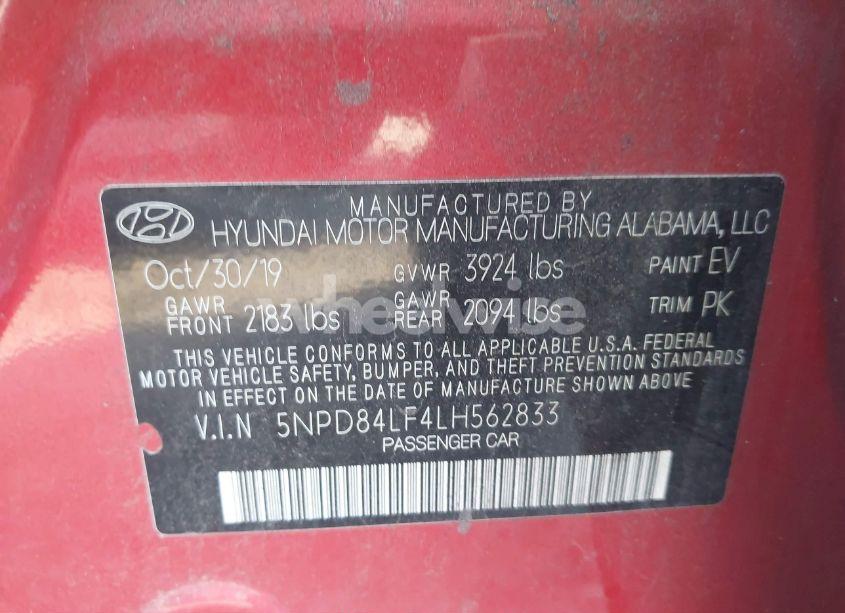 MANUFACTURED BY
HYUNDAI MOTOR MANUFACTURING ALABAMA, LLC
Oct/30/19 GVWR 3924 lbs PAINT EV
GAWR FRONT 2183 lbs GAWR REAR 2094 lbs TRIM PK
wheelwise
THIS VEHICLE CONFORMS TO ALL APPLICABLE U.S.A. FEDERAL
MOTOR VEHICLE SAFETY, BUMPER, AND THEFT PREVENTION STANDARDS
IN EFFECT ON THE DATE OF MANUFACTURE SHOWN ABOVE
V.I.N 5NPD84LF4LH562833
PASSENGER CAR